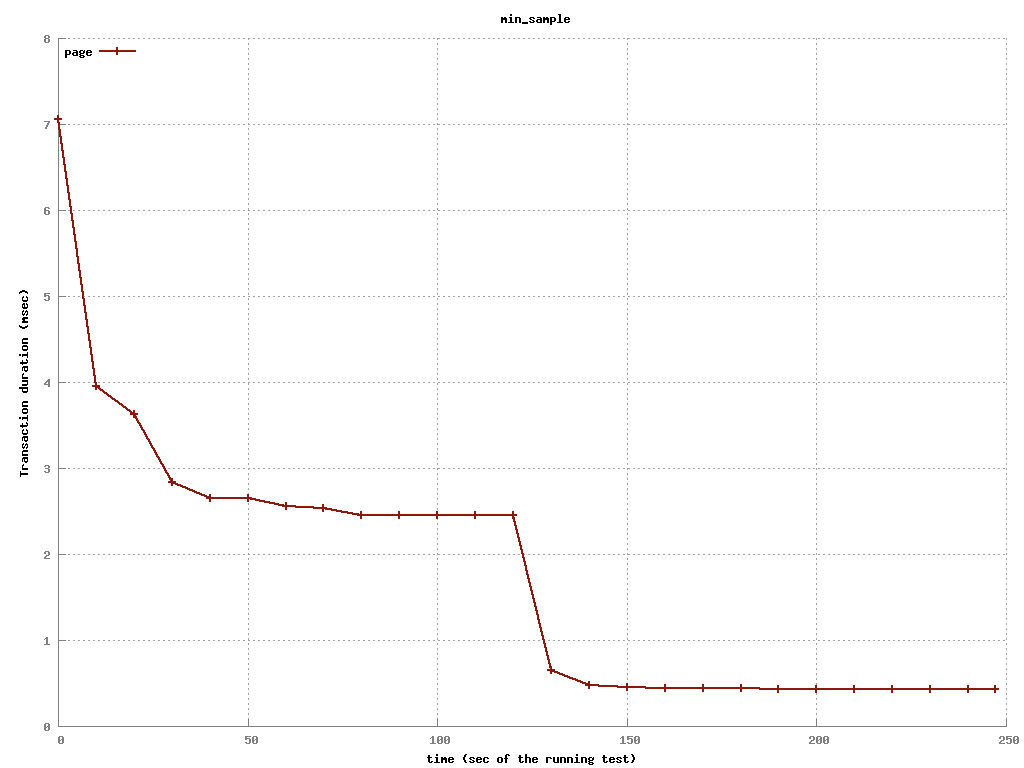 min_sample
page
8
7
6
5
4
3
2
1
0
Transaction duration (msec)
0 50 100 150 200 250
time (sec of the running test)